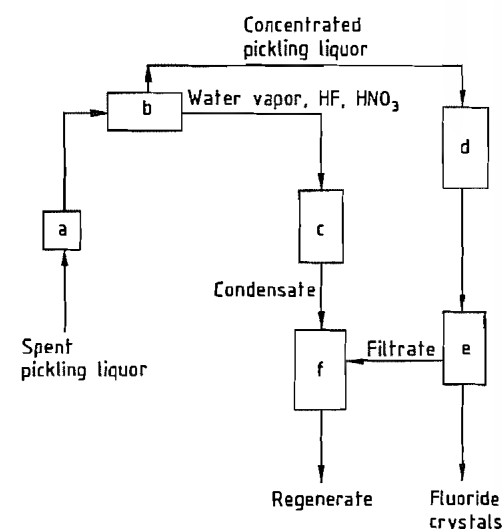 Concentrated
pickling liquor
b
Water vapor, HF, HNO₃
d
a
c
Condensate
Spent
pickling liquor
f
Filtrate
e
Regenerate
Fluoride
crystals